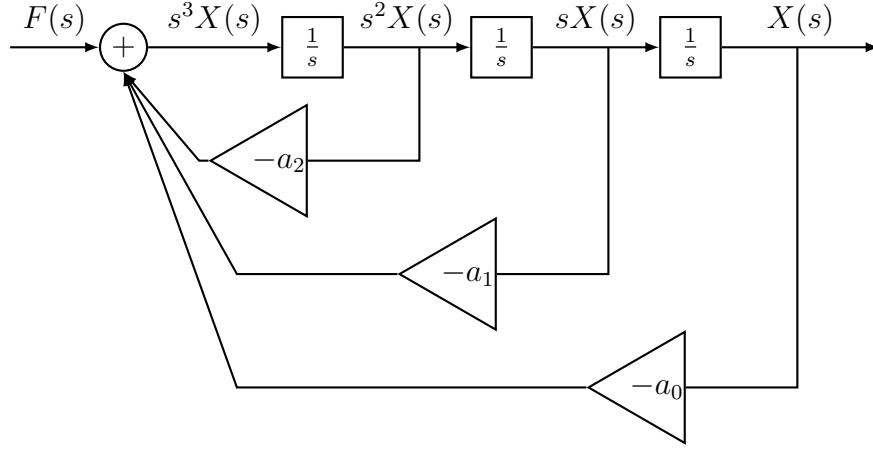 F(s) + s³X(s) 1/s s²X(s) 1/s sX(s) 1/s X(s)
−a₂
−a₁
−a₀